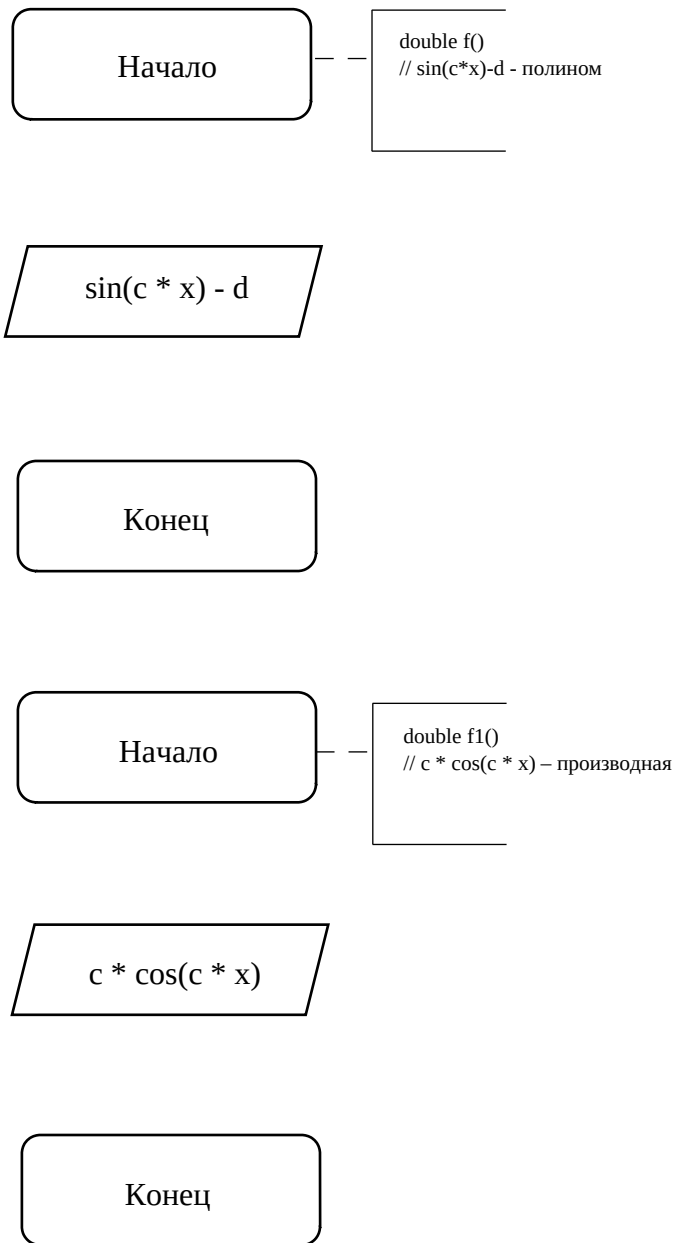 Начало
double f()
// sin(c*x)-d - полином
sin(c * x) - d
Конец
Начало
double f1()
// c * cos(c * x) – производная
c * cos(c * x)
Конец